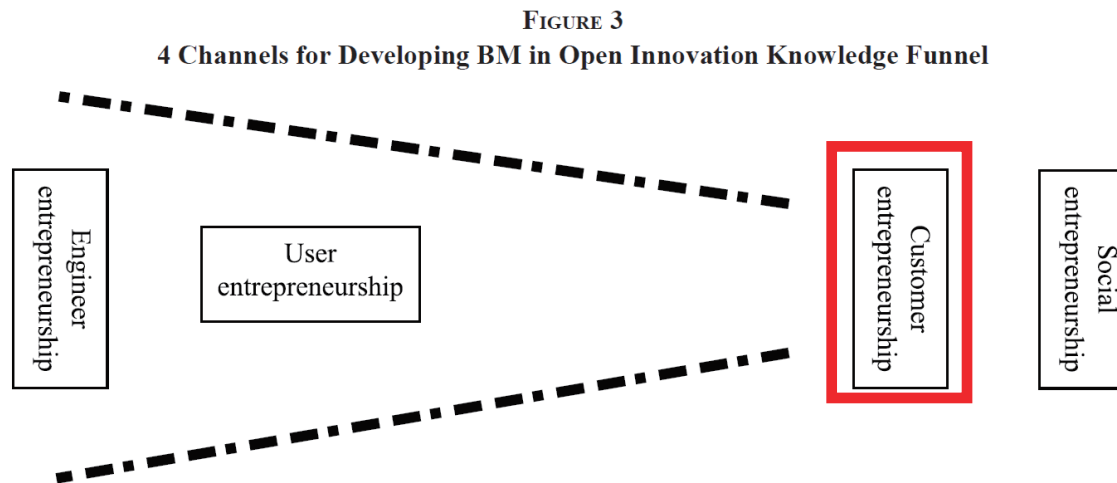 FIGURE 3
4 Channels for Developing BM in Open Innovation Knowledge Funnel
Engineer
entrepreneurship
User
entrepreneurship
Customer
entrepreneurship
Social
entrepreneurship